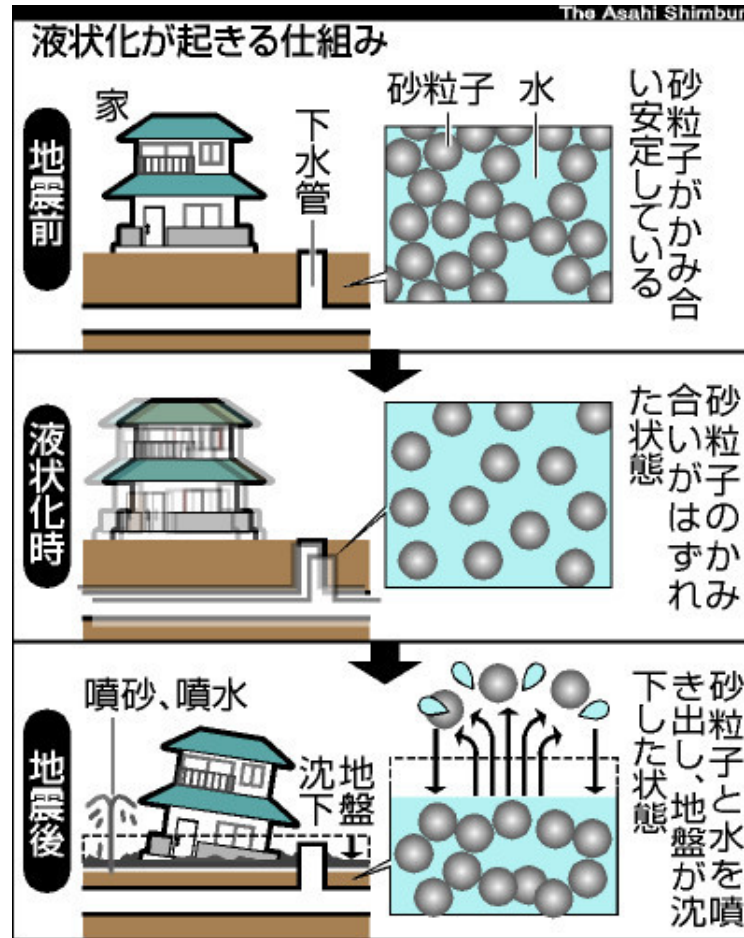 The Asahi Shimbun
液状化が起きる仕組み
地震前
家
下水管
砂粒子
水
砂粒子がかみ合
い安定している
液状化時
砂粒子のかみ
合いがはずれ
た状態
地震後
噴砂、噴水
地盤
沈下
砂粒子と水を噴
き出し、地盤が沈
下した状態